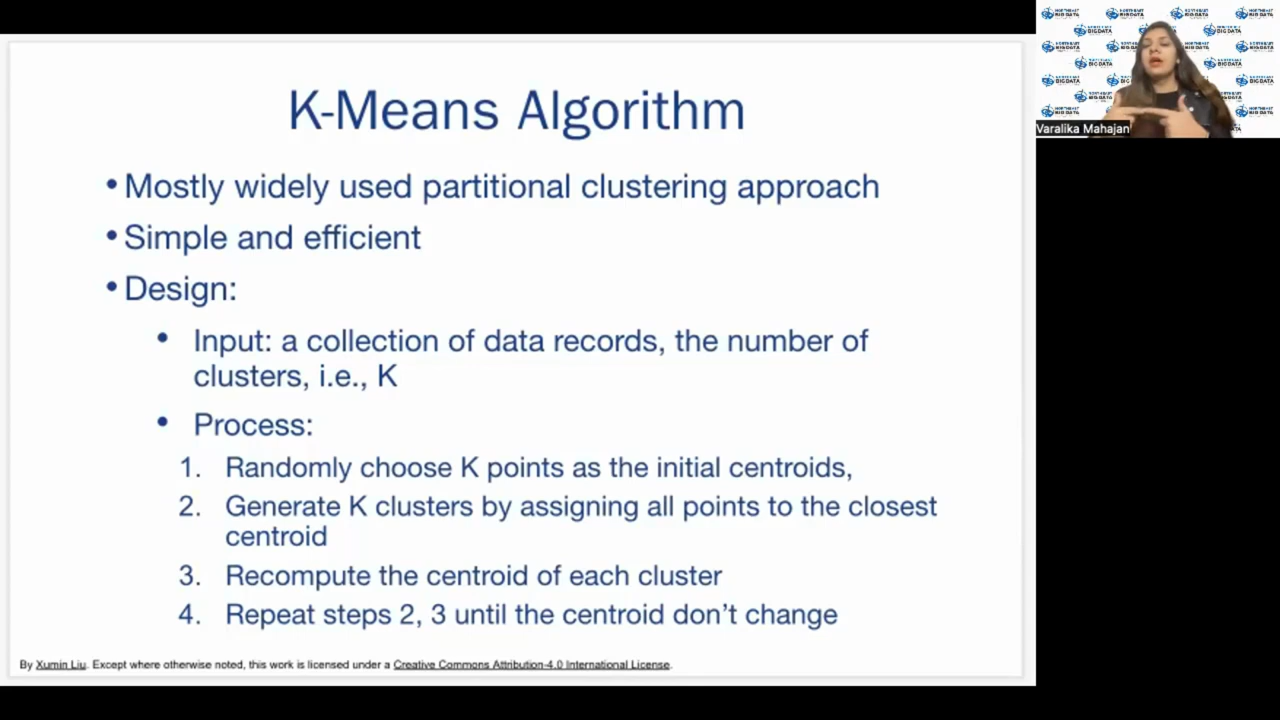 K-Means Algorithm
• Mostly widely used partitional clustering approach
• Simple and efficient
• Design:
• Input: a collection of data records, the number of
clusters, i.e., K
• Process:
1. Randomly choose K points as the initial centroids,
2. Generate K clusters by assigning all points to the closest
centroid
3. Recompute the centroid of each cluster
4. Repeat steps 2, 3 until the centroid don't change
By Xumin Liu. Except where otherwise noted, this work is licensed under a Creative Commons Attribution-4.0 International License.
NORTHEAST
BIG DATA
Varalika Mahajan